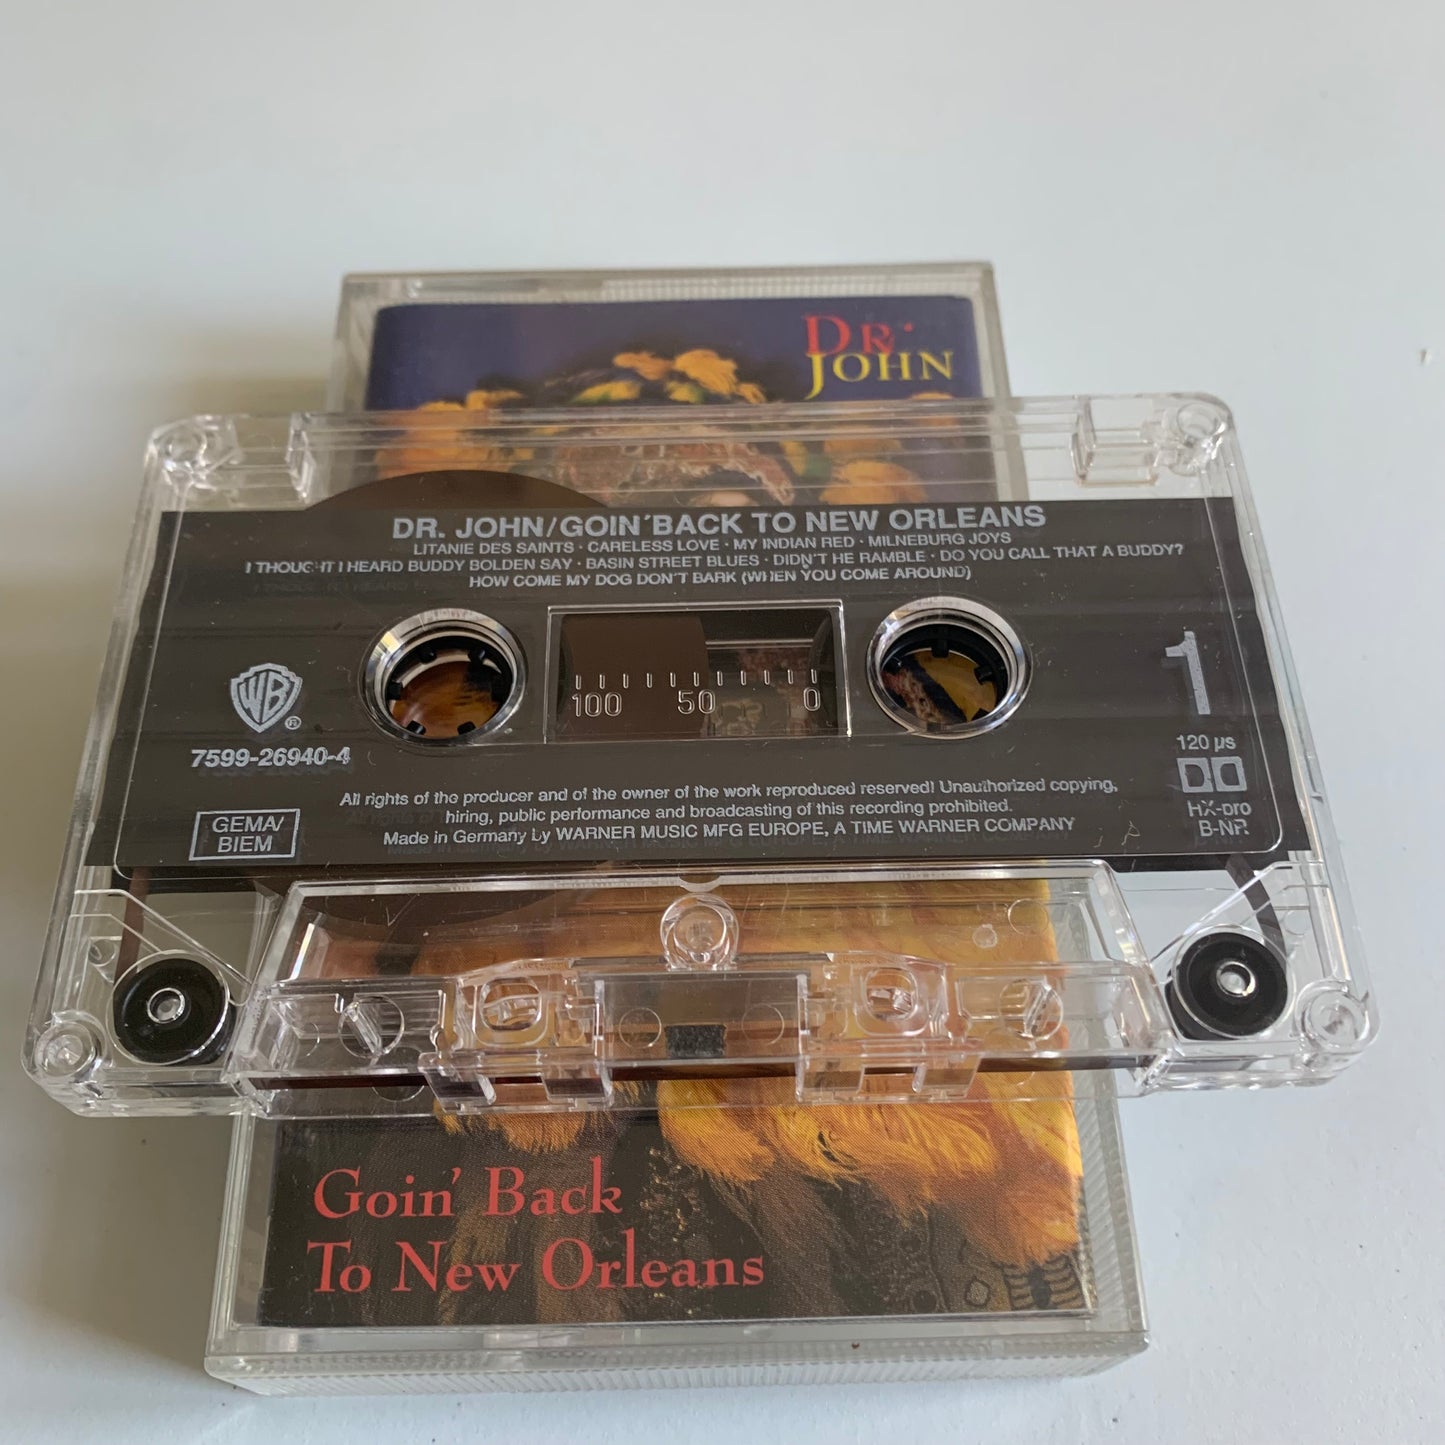 DR.
JOHN
DR. JOHN/GOIN'BACK TO NEW ORLEANS
LITANIE DES SAINTS · CARELESS LOVE · MY INDIAN RED · MILNEBURG JOYS
I THOUGHT I HEARD BUDDY BOLDEN SAY · BASIN STREET BLUES · DIDN'T HE RAMBLE · DO YOU CALL THAT A BUDDY?
HOW COME MY DOG DON'T BARK (WHEN YOU COME AROUND)
WB ®
7599-26940-4
GEMA/
BIEM
100 50 0
1
120 µs
HX-pro
B-NR
All rights of the producer and of the owner of the work reproduced reserved! Unauthorized copying,
hiring, public performance and broadcasting of this recording prohibited.
Made in Germany by WARNER MUSIC MFG EUROPE, A TIME WARNER COMPANY
Goin' Back
To New Orleans